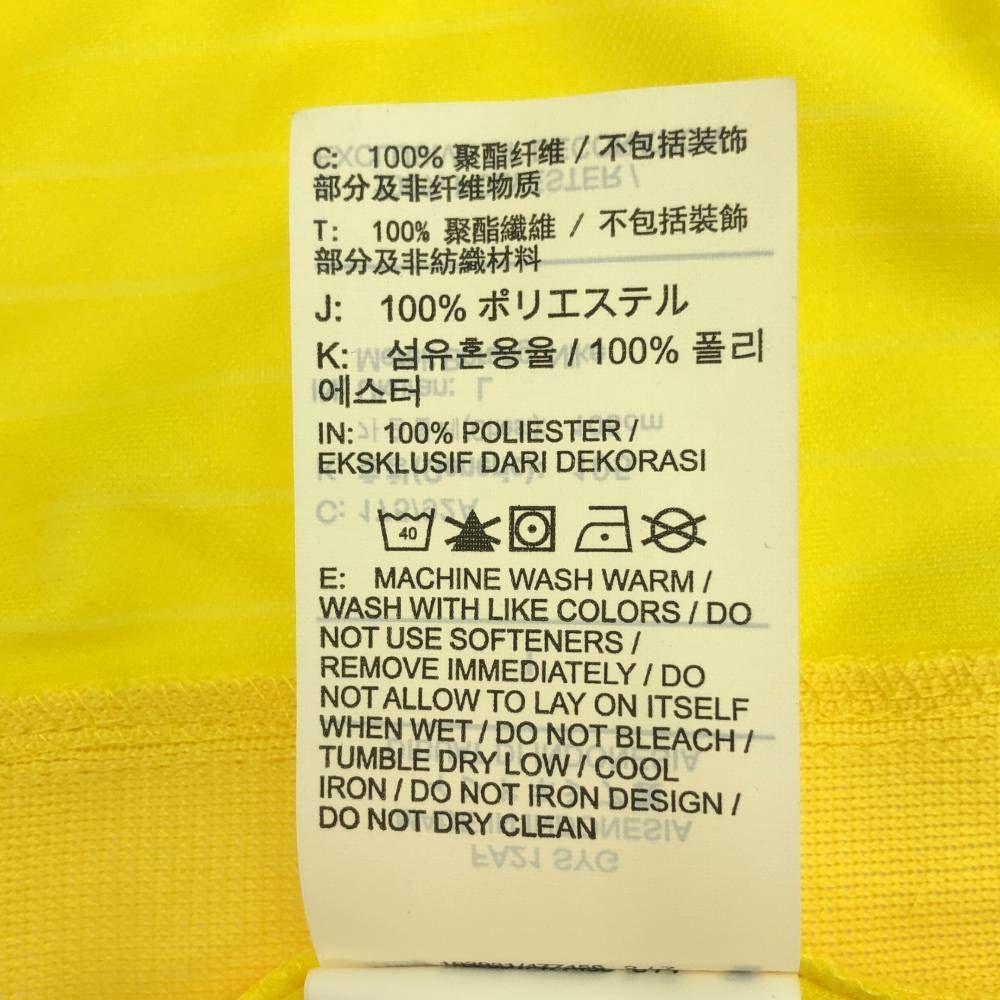 C: 100% 聚酯纤维 / 不包括装饰
部分及非纤维物质
T: 100% 聚酯纖維 / 不包括裝飾
部分及非紡織材料
J: 100% ポリエステル
K: 섬유혼용율 / 100% 폴리
에스터
IN: 100% POLIESTER /
EKSKLUSIF DARI DEKORASI
40
E: MACHINE WASH WARM /
WASH WITH LIKE COLORS / DO
NOT USE SOFTENERS /
REMOVE IMMEDIATELY / DO
NOT ALLOW TO LAY ON ITSELF
WHEN WET / DO NOT BLEACH /
TUMBLE DRY LOW / COOL
IRON / DO NOT IRON DESIGN /
DO NOT DRY CLEAN
FA21 SYG